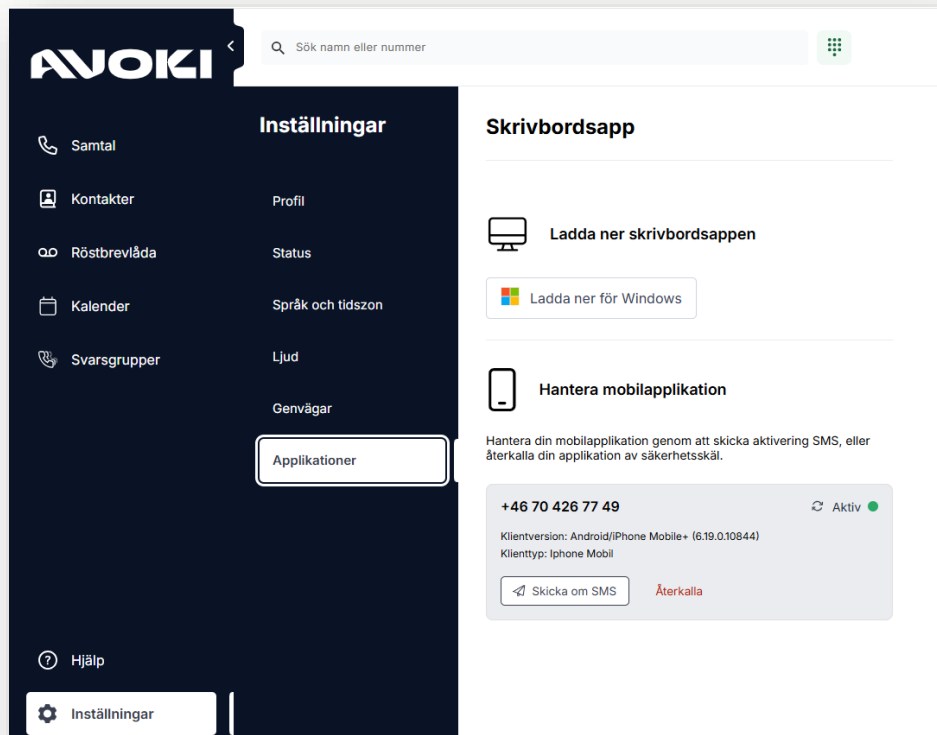 AVOKI
Sök namn eller nummer
Samtal
Kontakter
Röstbrevlåda
Kalender
Svarsgrupper
Hjälp
Inställningar
Inställningar
Profil
Status
Språk och tidszon
Ljud
Genvägar
Applikationer
Skrivbordsapp
Ladda ner skrivbordsappen
Ladda ner för Windows
Hantera mobilapplikation
Hantera din mobilapplikation genom att skicka aktivering SMS, eller
återkalla din applikation av säkerhetsskäl.
+46 70 426 77 49 Aktiv
Klientversion: Android/iPhone Mobile+ (6.19.0.10844)
Klienttyp: Iphone Mobil
Skicka om SMS Återkalla